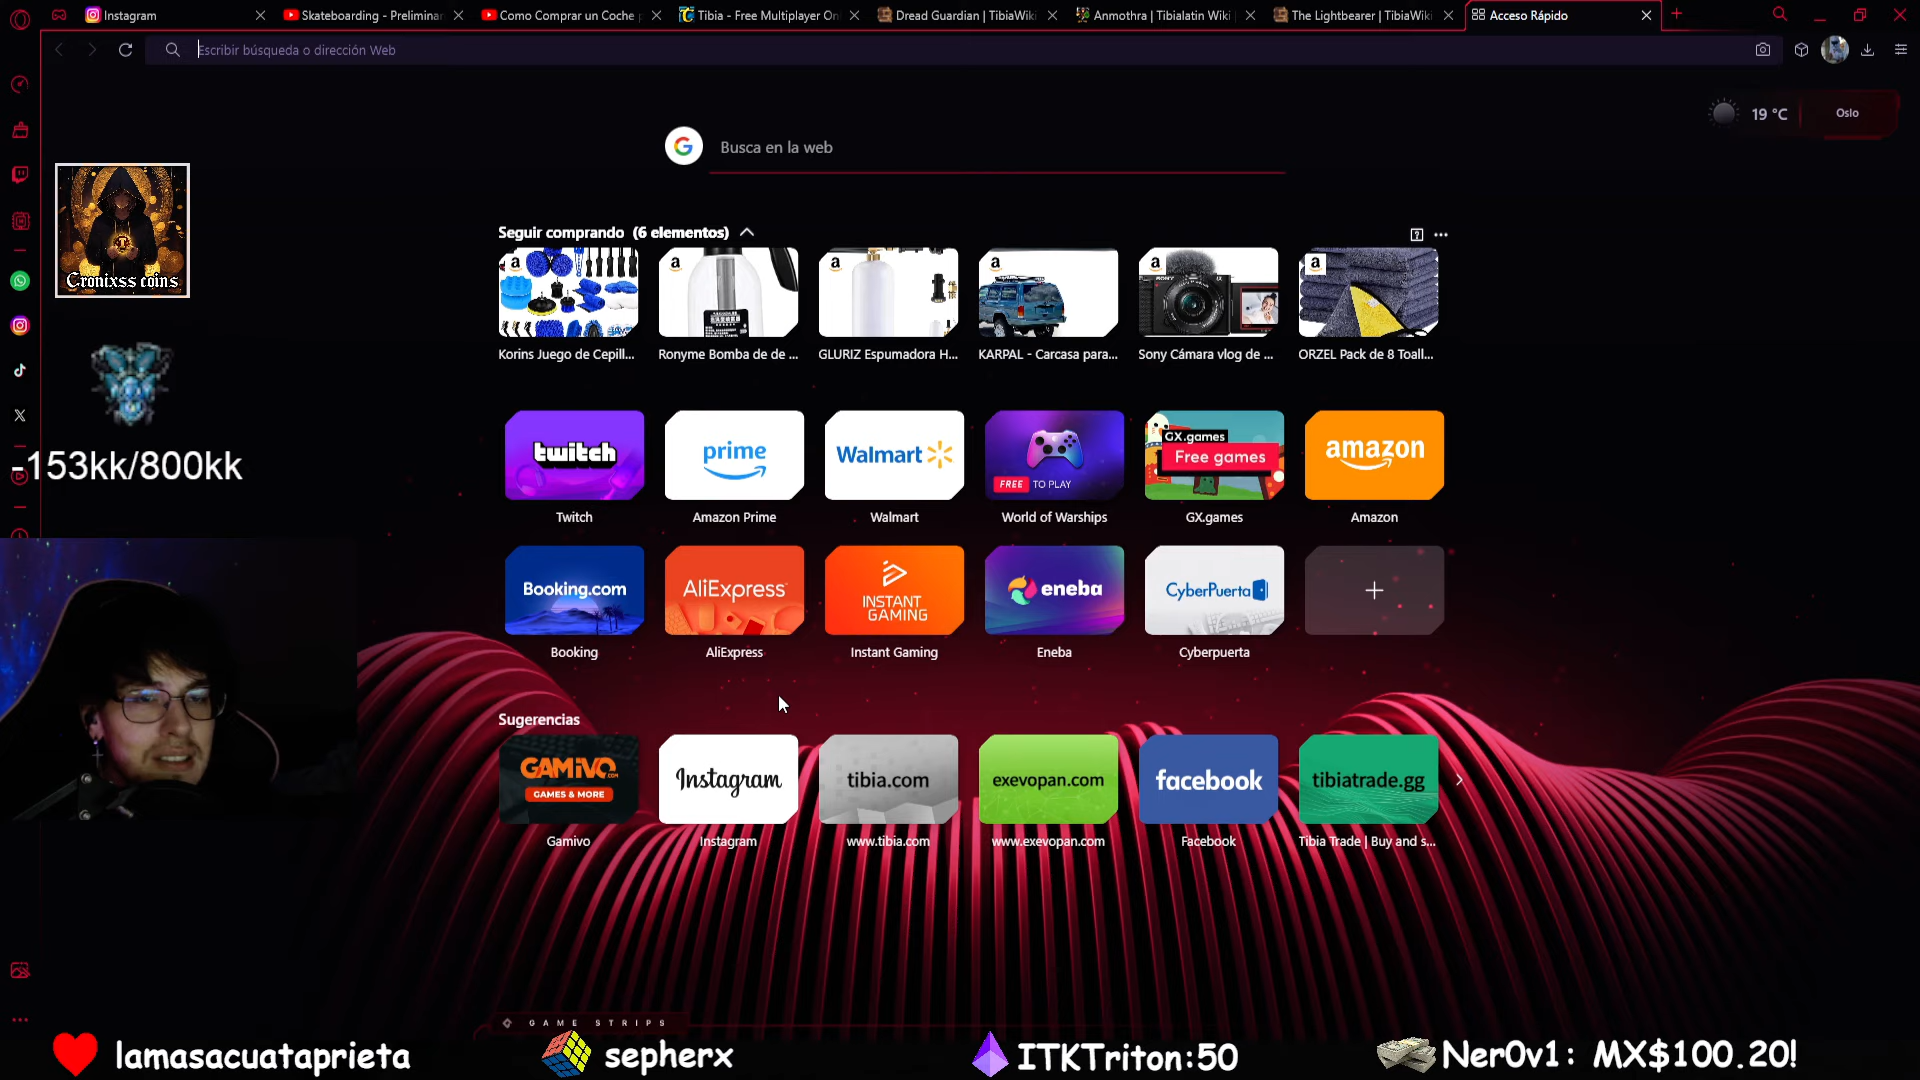 Instagram
Skateboarding - Preliminar
Como Comprar un Coche p
Tibia - Free Multiplayer On
Dread Guardian | TibiaWiki
Anmothra | Tibialatin Wiki
The Lightbearer | TibiaWiki
Acceso Rápido
Escribir búsqueda o dirección Web
19 °C
Oslo
Busca en la web
Cronixss coins
Seguir comprando (6 elementos)
Korins Juego de Cepill...
Ronyme Bomba de de ...
GLURIZ Espumadora H...
KARPAL - Carcasa para...
Sony Cámara vlog de ...
ORZEL Pack de 8 Toall...
-153kk/800kk
twitch
prime
Walmart
FREE TO PLAY
GX.games
Free games
amazon
Twitch
Amazon Prime
Walmart
World of Warships
GX.games
Amazon
Booking.com
AliExpress
INSTANT
GAMING
eneba
CyberPuerta
Booking
AliExpress
Instant Gaming
Eneba
Cyberpuerta
Sugerencias
GAMIVO.COM
GAMES & MORE
Instagram
tibia.com
exevopan.com
facebook
tibiatrade.gg
Gamivo
Instagram
www.tibia.com
www.exevopan.com
Facebook
Tibia Trade | Buy and s...
GAME STRIPS
lamasacuataprieta
sepherx
ITKTriton:50
Ner0v1: MX$100.20!